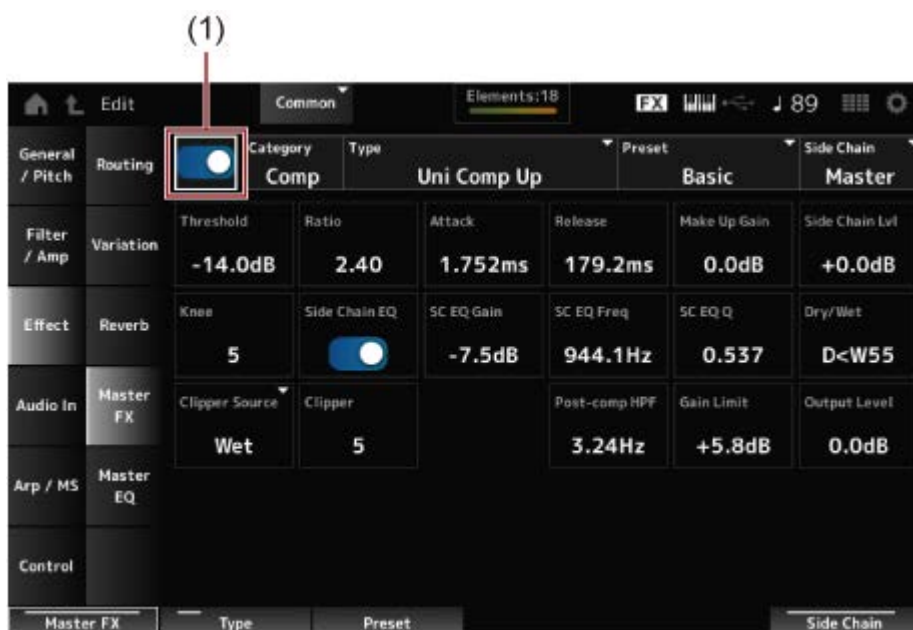 (1)
Edit
Common
Elements:18
FX
89
General / Pitch
Filter / Amp
Effect
Audio In
Arp / MS
Control
Routing
Variation
Reverb
Master FX
Master EQ
Category
Comp
Type
Uni Comp Up
Preset
Basic
Side Chain
Master
Threshold
-14.0dB
Ratio
2.40
Attack
1.752ms
Release
179.2ms
Make Up Gain
0.0dB
Side Chain Lvl
+0.0dB
Knee
5
Side Chain EQ
SC EQ Gain
-7.5dB
SC EQ Freq
944.1Hz
SC EQ Q
0.537
Dry/Wet
D<W55
Clipper Source
Wet
Clipper
5
Post-comp HPF
3.24Hz
Gain Limit
+5.8dB
Output Level
0.0dB
Master FX
Type
Preset
Side Chain